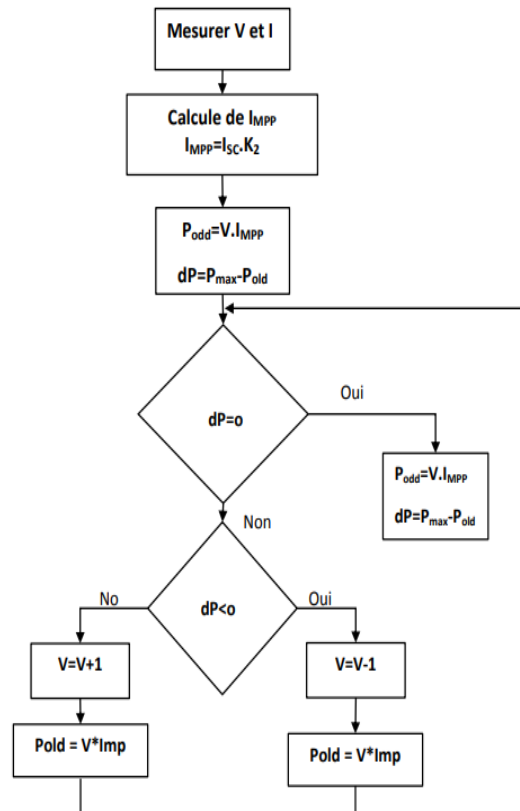 Mesurer V et I
Calcule de IMPP
IMPP=ISC.K2
Podd=V.IMPP
dP=Pmax-Pold
dP=o
Oui
Podd=V.IMPP
dP=Pmax-Pold
Non
dP<o
No
Oui
V=V+1
V=V-1
Pold = V*Imp
Pold = V*Imp